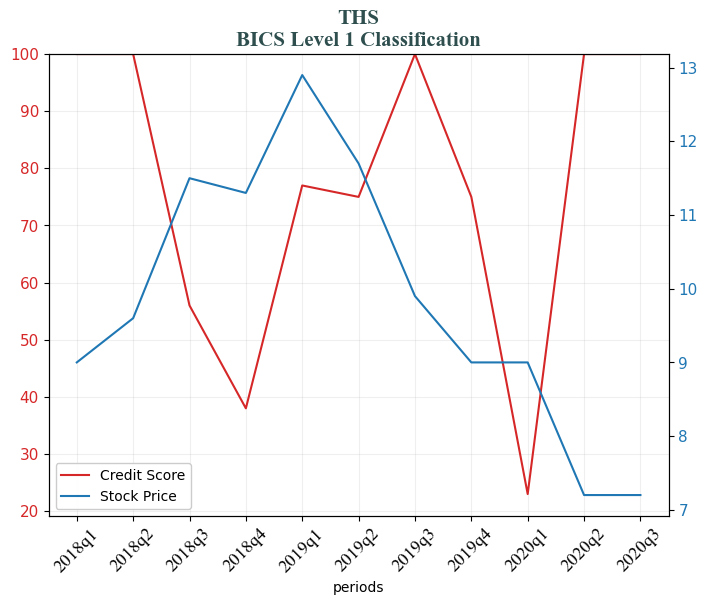 THS
BICS Level 1 Classification
100
90
80
70
60
50
40
30
20
13
12
11
10
9
8
7
Credit Score
Stock Price
2018q1
2018q2
2018q3
2018q4
2019q1
2019q2
2019q3
2019q4
2020q1
2020q2
2020q3
periods